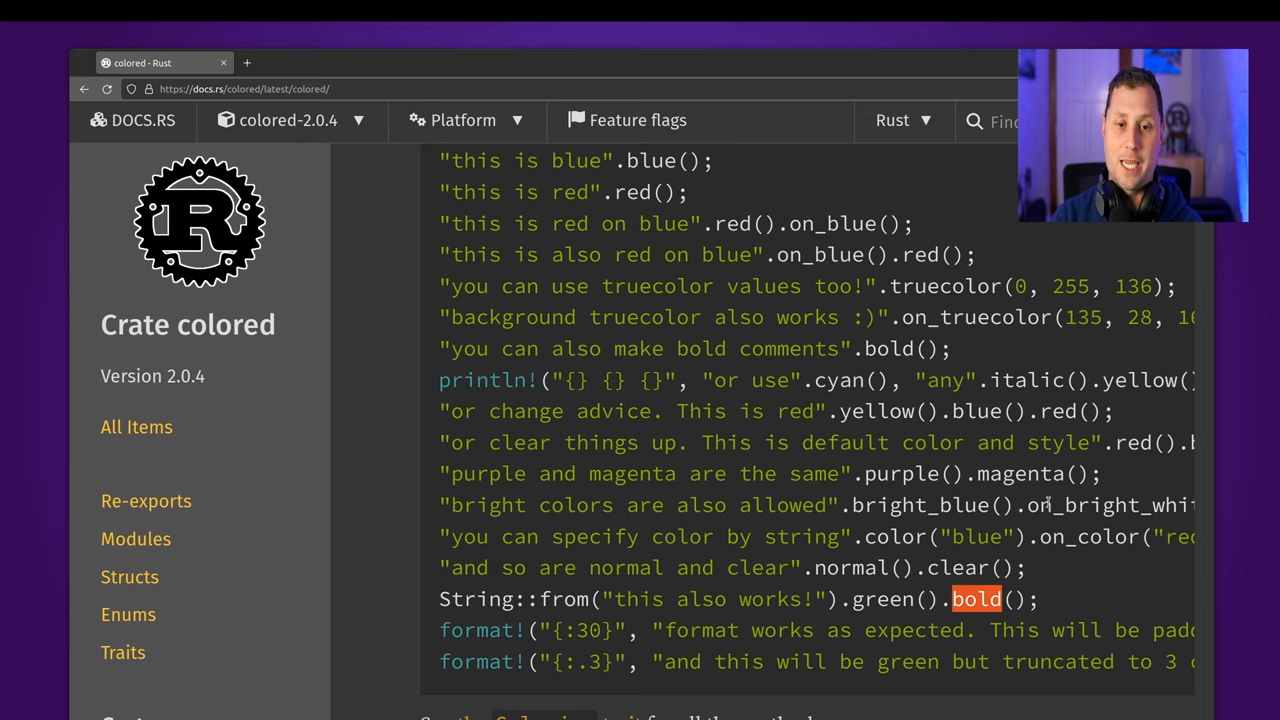 colored - Rust
https://docs.rs/colored/latest/colored/
DOCS.RS colored-2.0.4 Platform Feature flags Rust Find
Crate colored
Version 2.0.4
All Items
Re-exports
Modules
Structs
Enums
Traits
"this is blue".blue();
"this is red".red();
"this is red on blue".red().on_blue();
"this is also red on blue".on_blue().red();
"you can use truecolor values too!".truecolor(0, 255, 136);
"background truecolor also works :)".on_truecolor(135, 28, 
"you can also make bold comments".bold();
println!("{} {} {}", "or use".cyan(), "any".italic().yellow()
"or change advice. This is red".yellow().blue().red();
"or clear things up. This is default color and style".red().b
"purple and magenta are the same".purple().magenta();
"bright colors are also allowed".bright_blue().on_bright_whi
"you can specify color by string".color("blue").on_color("red
"and so are normal and clear".normal().clear();
String::from("this also works!").green().bold();
format!("{:30}", "format works as expected. This will be padd
format!("{:.3}", "and this will be green but truncated to 3 c